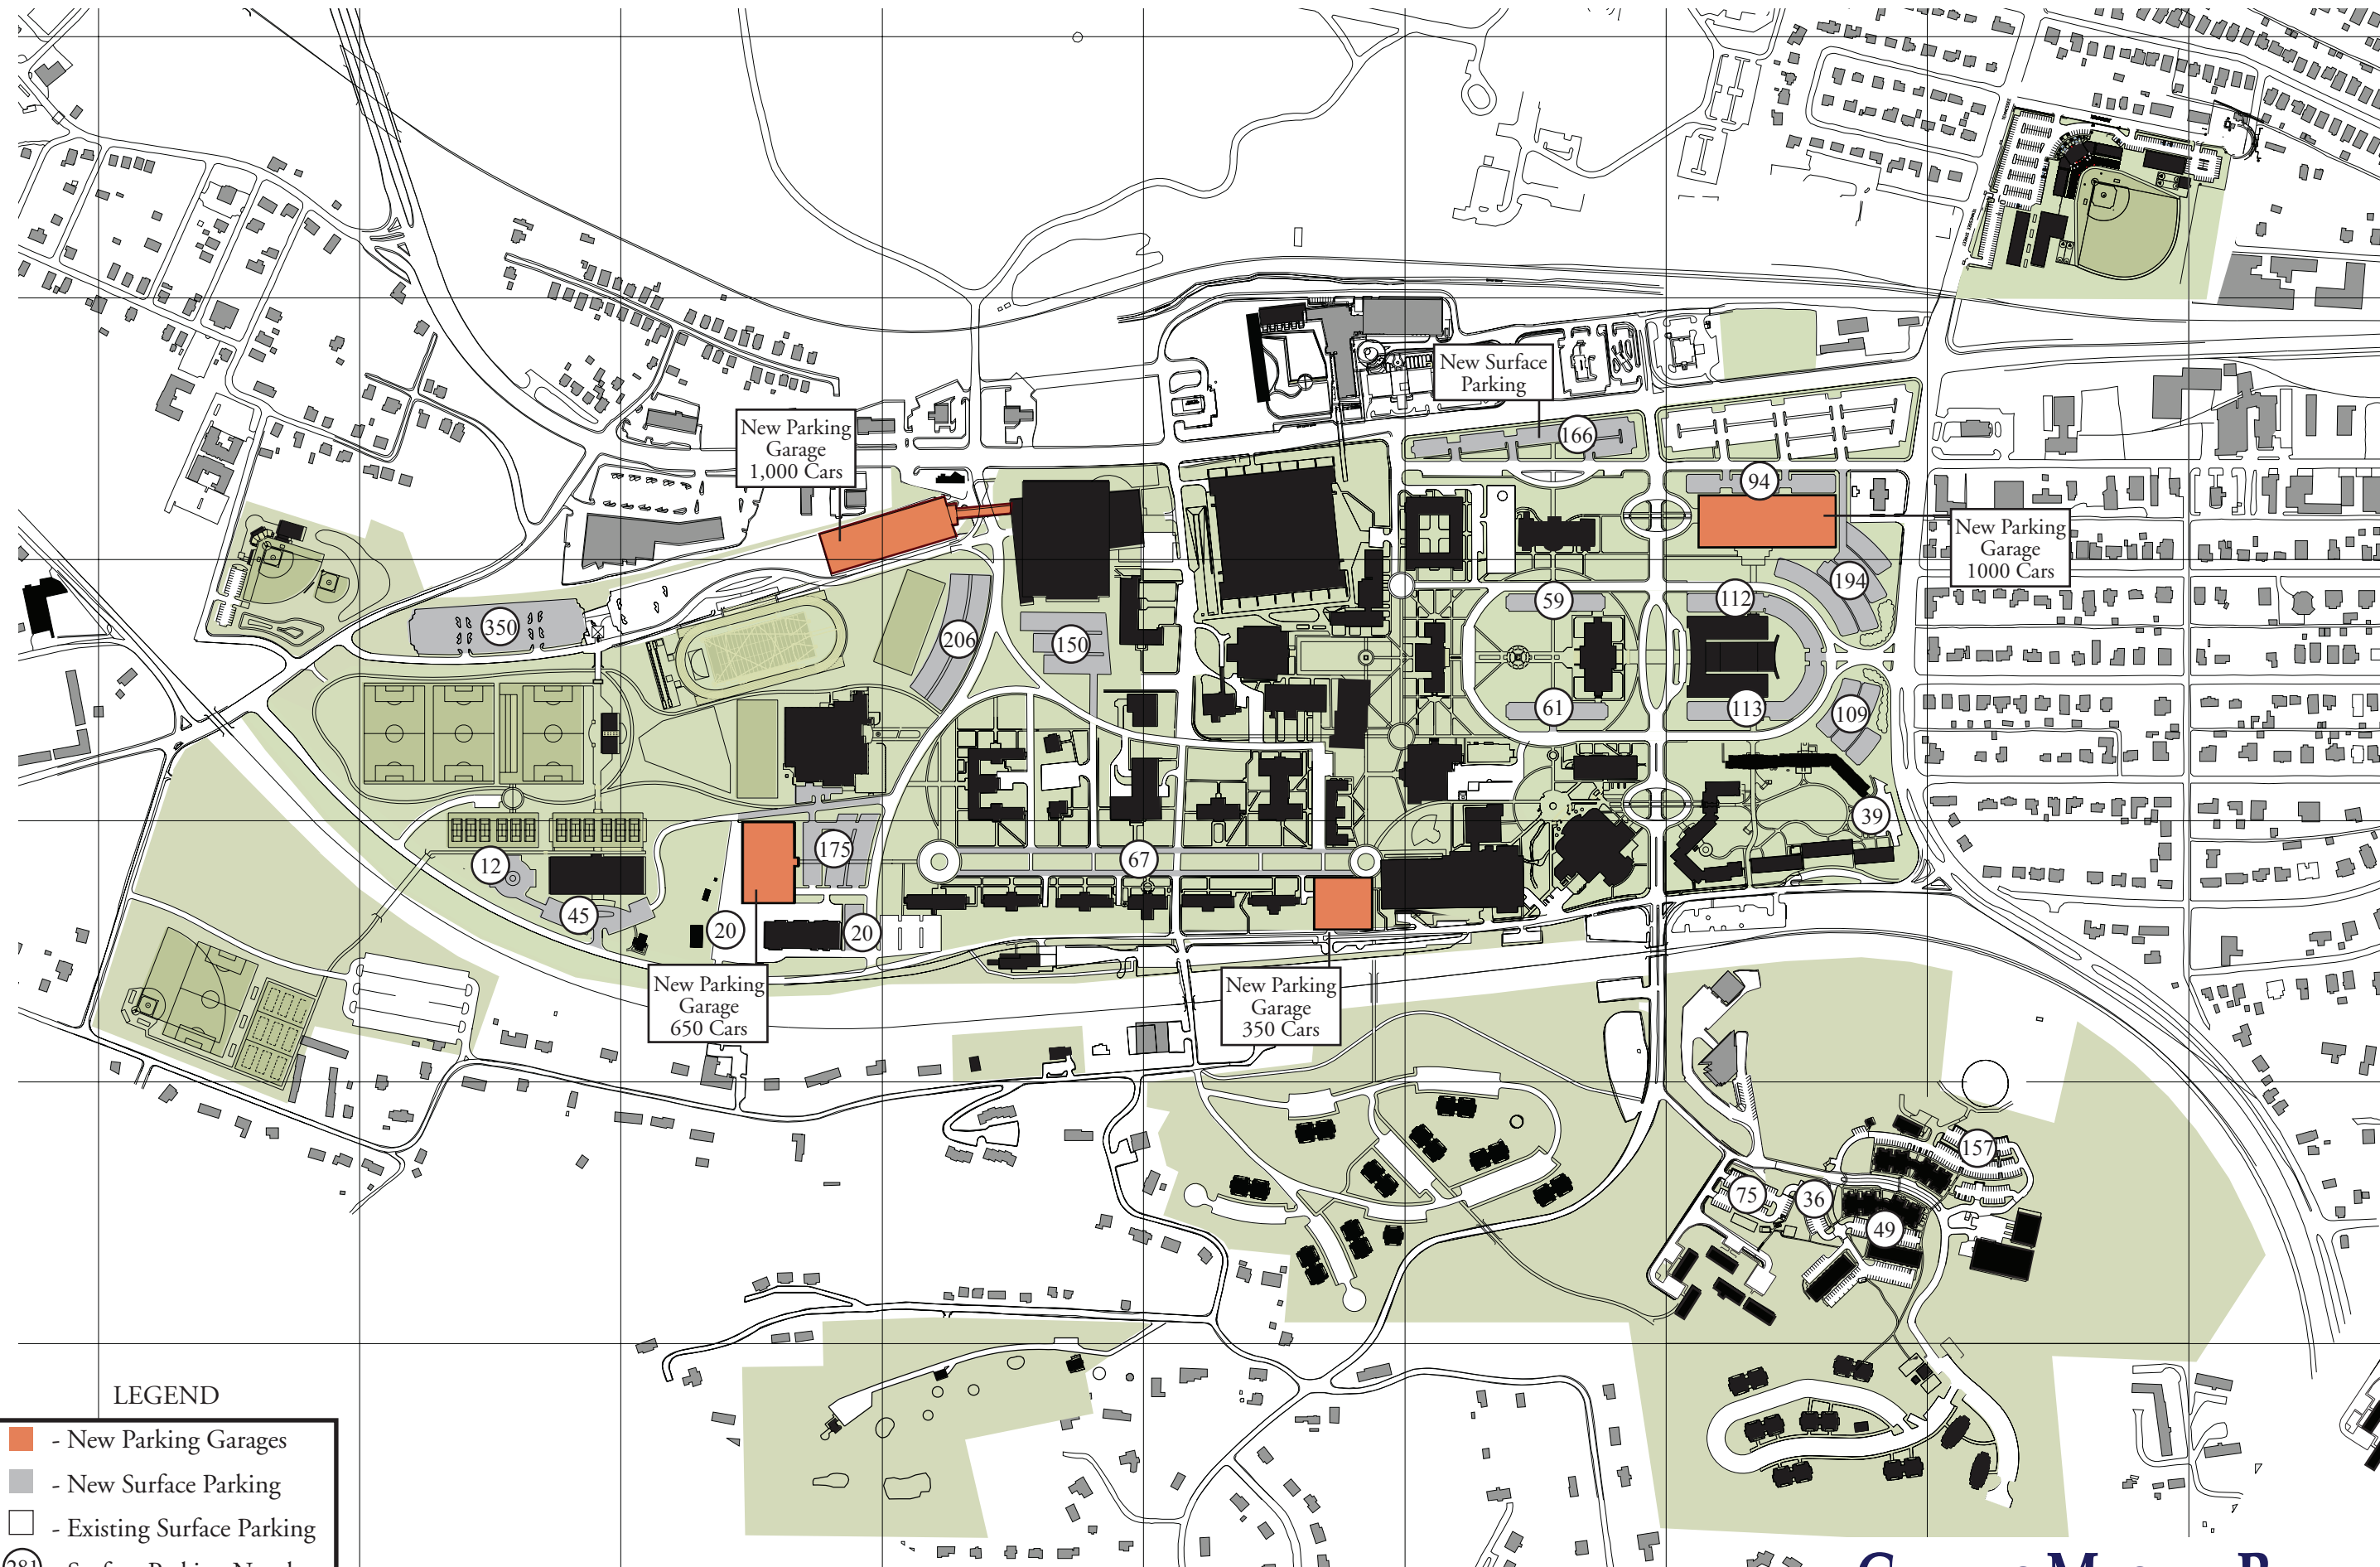 New Surface
Parking
166
New Parking
Garage
1,000 Cars
94
New Parking
Garage
1000 Cars
194
59
112
350
206
150
61
113
109
39
175
67
12
45
20
20
New Parking
Garage
650 Cars
New Parking
Garage
350 Cars
157
75
36
49
LEGEND
- New Parking Garages
- New Surface Parking
- Existing Surface Parking
281